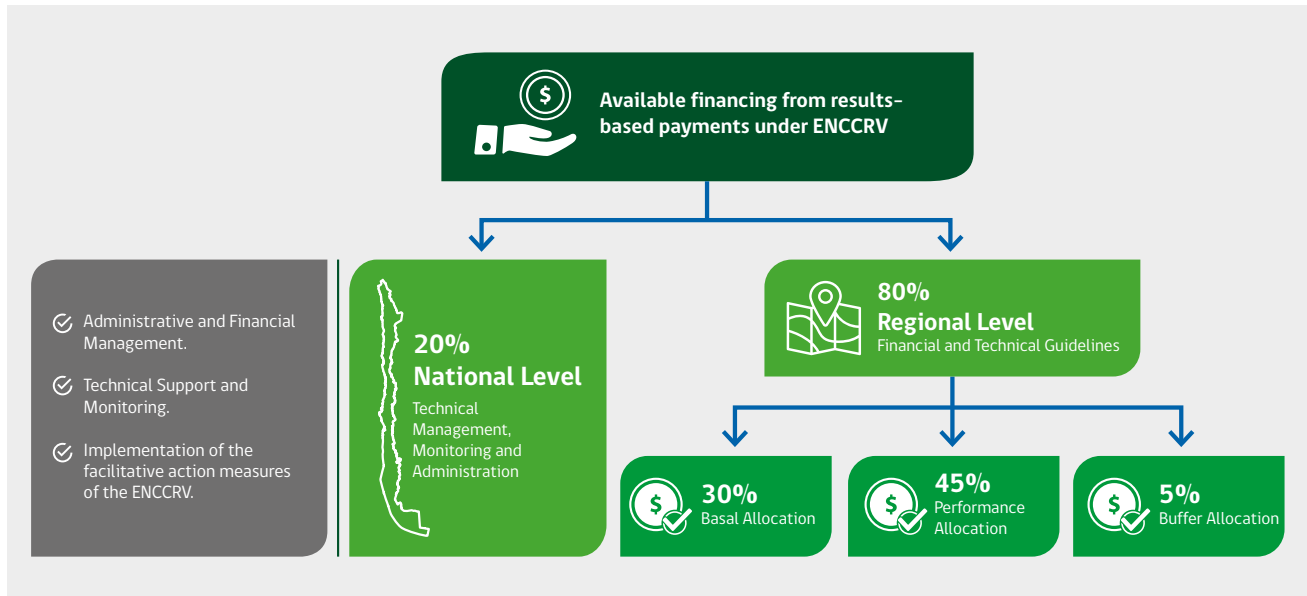 Available financing from results-
based payments under ENCCRV
Administrative and Financial
Management.
Technical Support and
Monitoring.
Implementation of the
facilitative action measures
of the ENCCRV.
20%
National Level
Technical
Management,
Monitoring and
Administration
80%
Regional Level
Financial and Technical Guidelines
30%
Basal Allocation
45%
Performance
Allocation
5%
Buffer Allocation
$
$
$
$